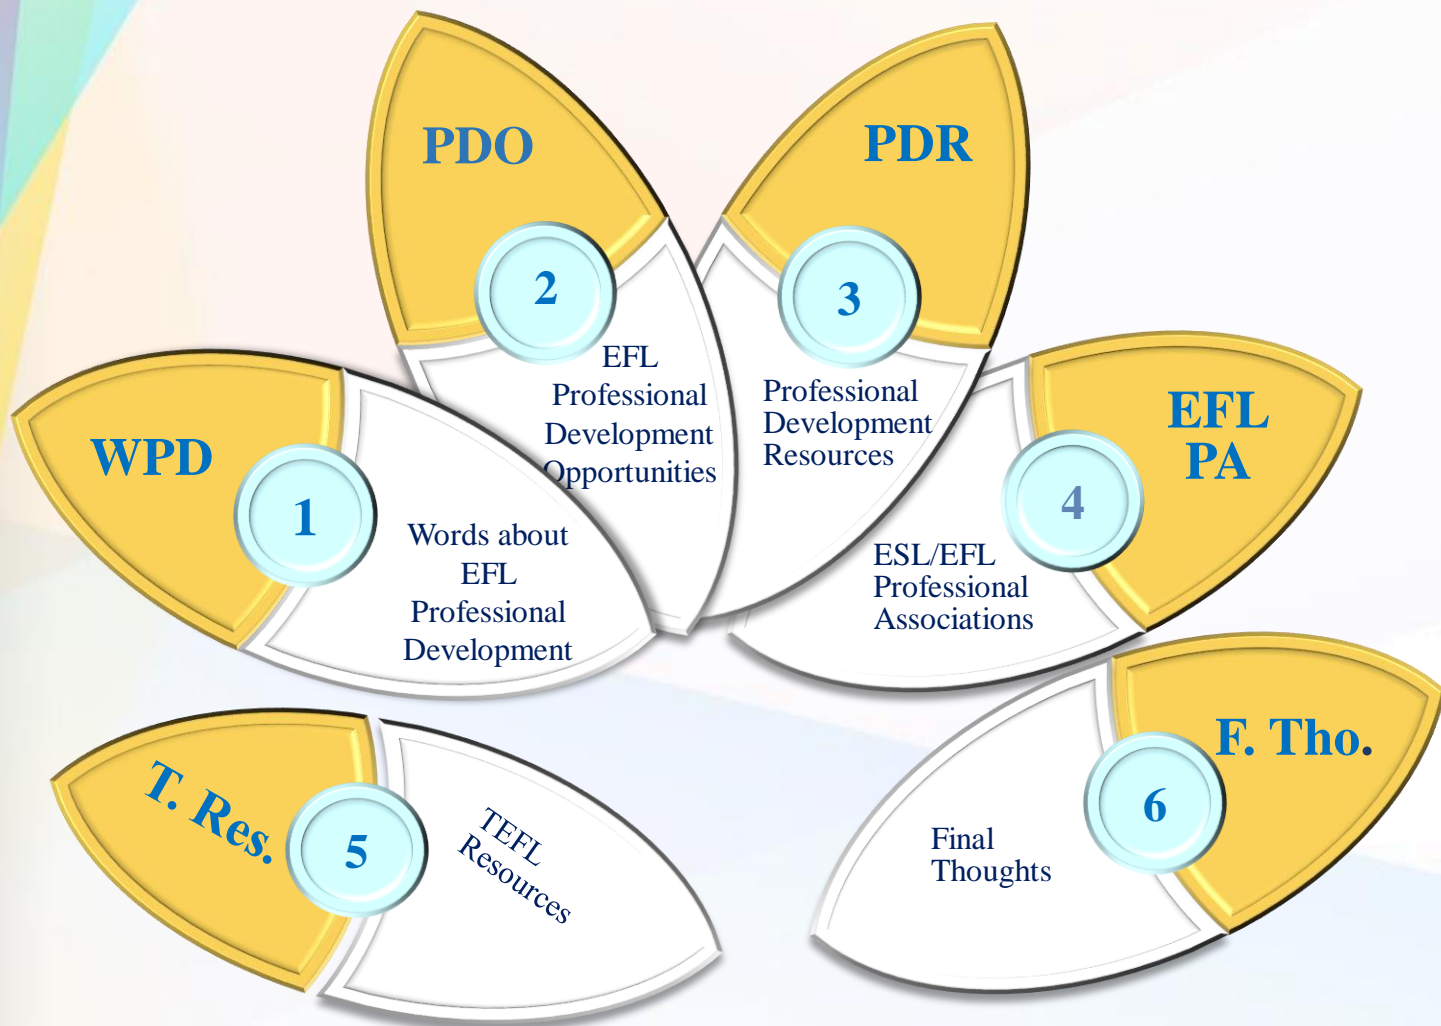 WPD
1
Words about
EFL
Professional
Development
PDO
2
EFL
Professional
Development
Opportunities
PDR
3
Professional
Development
Resources
EFL
PA
4
ESL/EFL
Professional
Associations
T. Res.
5
TEFL
Resources
F. Tho.
6
Final
Thoughts